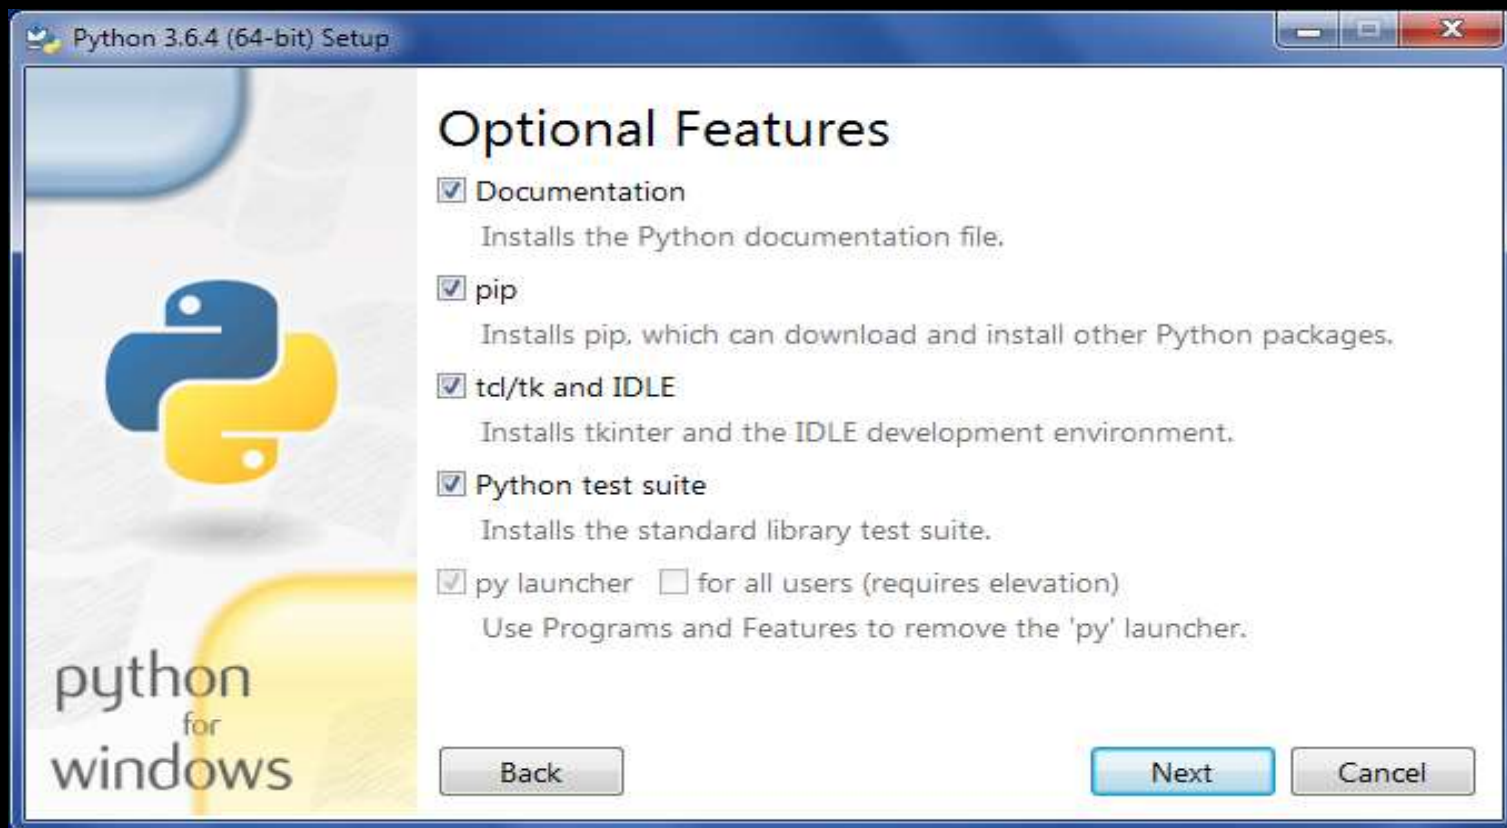 Python 3.6.4 (64-bit) Setup
Optional Features
Documentation
Installs the Python documentation file.
pip
Installs pip, which can download and install other Python packages.
tcl/tk and IDLE
Installs tkinter and the IDLE development environment.
Python test suite
Installs the standard library test suite.
py launcher for all users (requires elevation)
Use Programs and Features to remove the 'py' launcher.
python
for
windows
Back Next Cancel